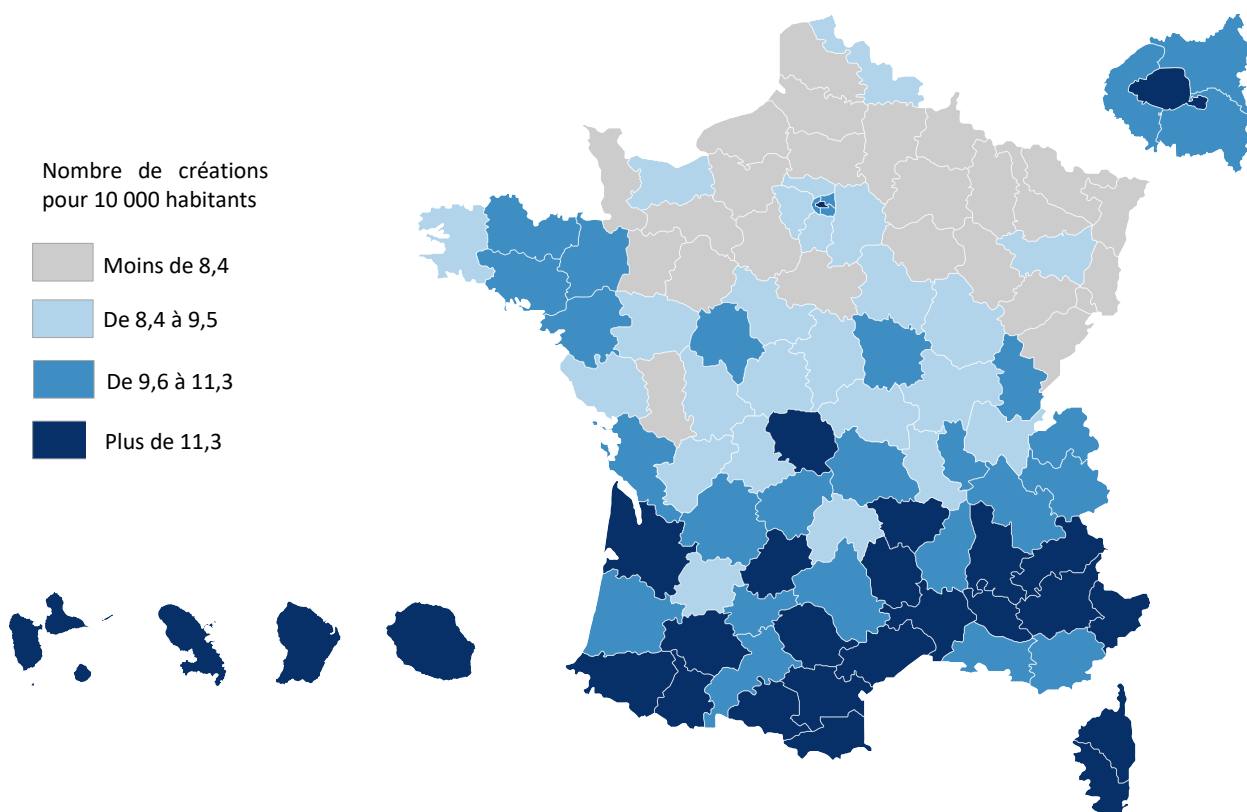 Nombre de créations
pour 10 000 habitants
Moins de 8,4
De 8,4 à 9,5
De 9,6 à 11,3
Plus de 11,3